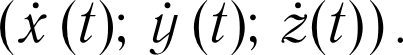 (ẋ (t); ẏ (t); ż(t)).